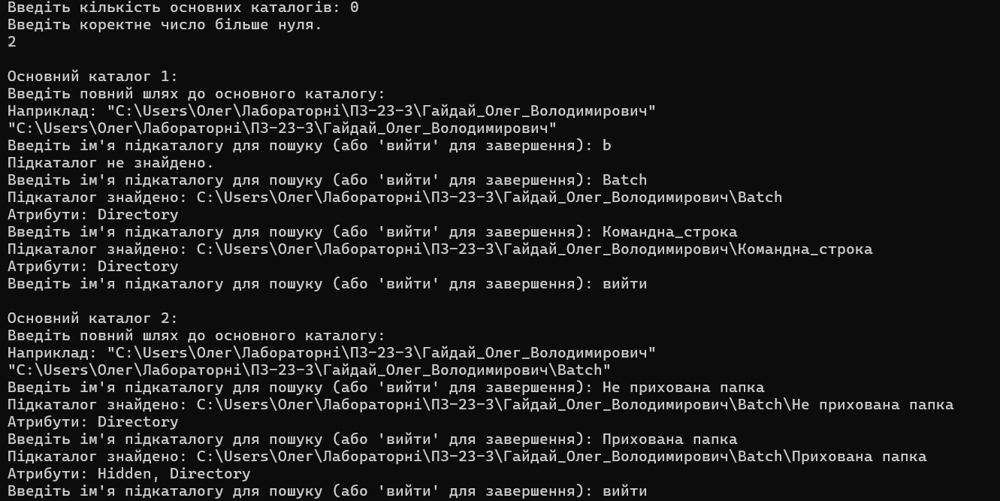 Введіть кількість основних каталогів: 0
Введіть коректне число більше нуля.
2
Основний каталог 1:
Введіть повний шлях до основного каталогу:
Наприклад: "C:\Users\Олег\Лабораторні\ПЗ-23-3\Гайдай_Олег_Володимирович"
"C:\Users\Олег\Лабораторні\ПЗ-23-3\Гайдай_Олег_Володимирович"
Введіть ім'я підкаталогу для пошуку (або 'вийти' для завершення): b
Підкаталог не знайдено.
Введіть ім'я підкаталогу для пошуку (або 'вийти' для завершення): Batch
Підкаталог знайдено: C:\Users\Олег\Лабораторні\ПЗ-23-3\Гайдай_Олег_Володимирович\Batch
Атрибути: Directory
Введіть ім'я підкаталогу для пошуку (або 'вийти' для завершення): Командна_строка
Підкаталог знайдено: C:\Users\Олег\Лабораторні\ПЗ-23-3\Гайдай_Олег_Володимирович\Командна_строка
Атрибути: Directory
Введіть ім'я підкаталогу для пошуку (або 'вийти' для завершення): вийти
Основний каталог 2:
Введіть повний шлях до основного каталогу:
Наприклад: "C:\Users\Олег\Лабораторні\ПЗ-23-3\Гайдай_Олег_Володимирович"
"C:\Users\Олег\Лабораторні\ПЗ-23-3\Гайдай_Олег_Володимирович\Batch"
Введіть ім'я підкаталогу для пошуку (або 'вийти' для завершення): Не прихована папка
Підкаталог знайдено: C:\Users\Олег\Лабораторні\ПЗ-23-3\Гайдай_Олег_Володимирович\Batch\Не прихована папка
Атрибути: Directory
Введіть ім'я підкаталогу для пошуку (або 'вийти' для завершення): Прихована папка
Підкаталог знайдено: C:\Users\Олег\Лабораторні\ПЗ-23-3\Гайдай_Олег_Володимирович\Batch\Прихована папка
Атрибути: Hidden, Directory
Введіть ім'я підкаталогу для пошуку (або 'вийти' для завершення): вийти